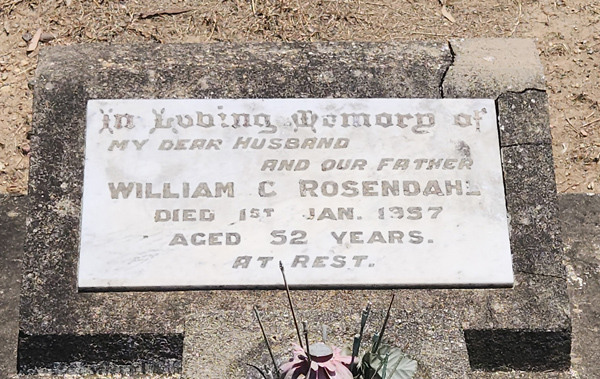 In Loving Memory of
MY DEAR HUSBAND
AND OUR FATHER
WILLIAM C ROSENDAHL
DIED 1ST JAN. 1957
AGED 52 YEARS.
AT REST.